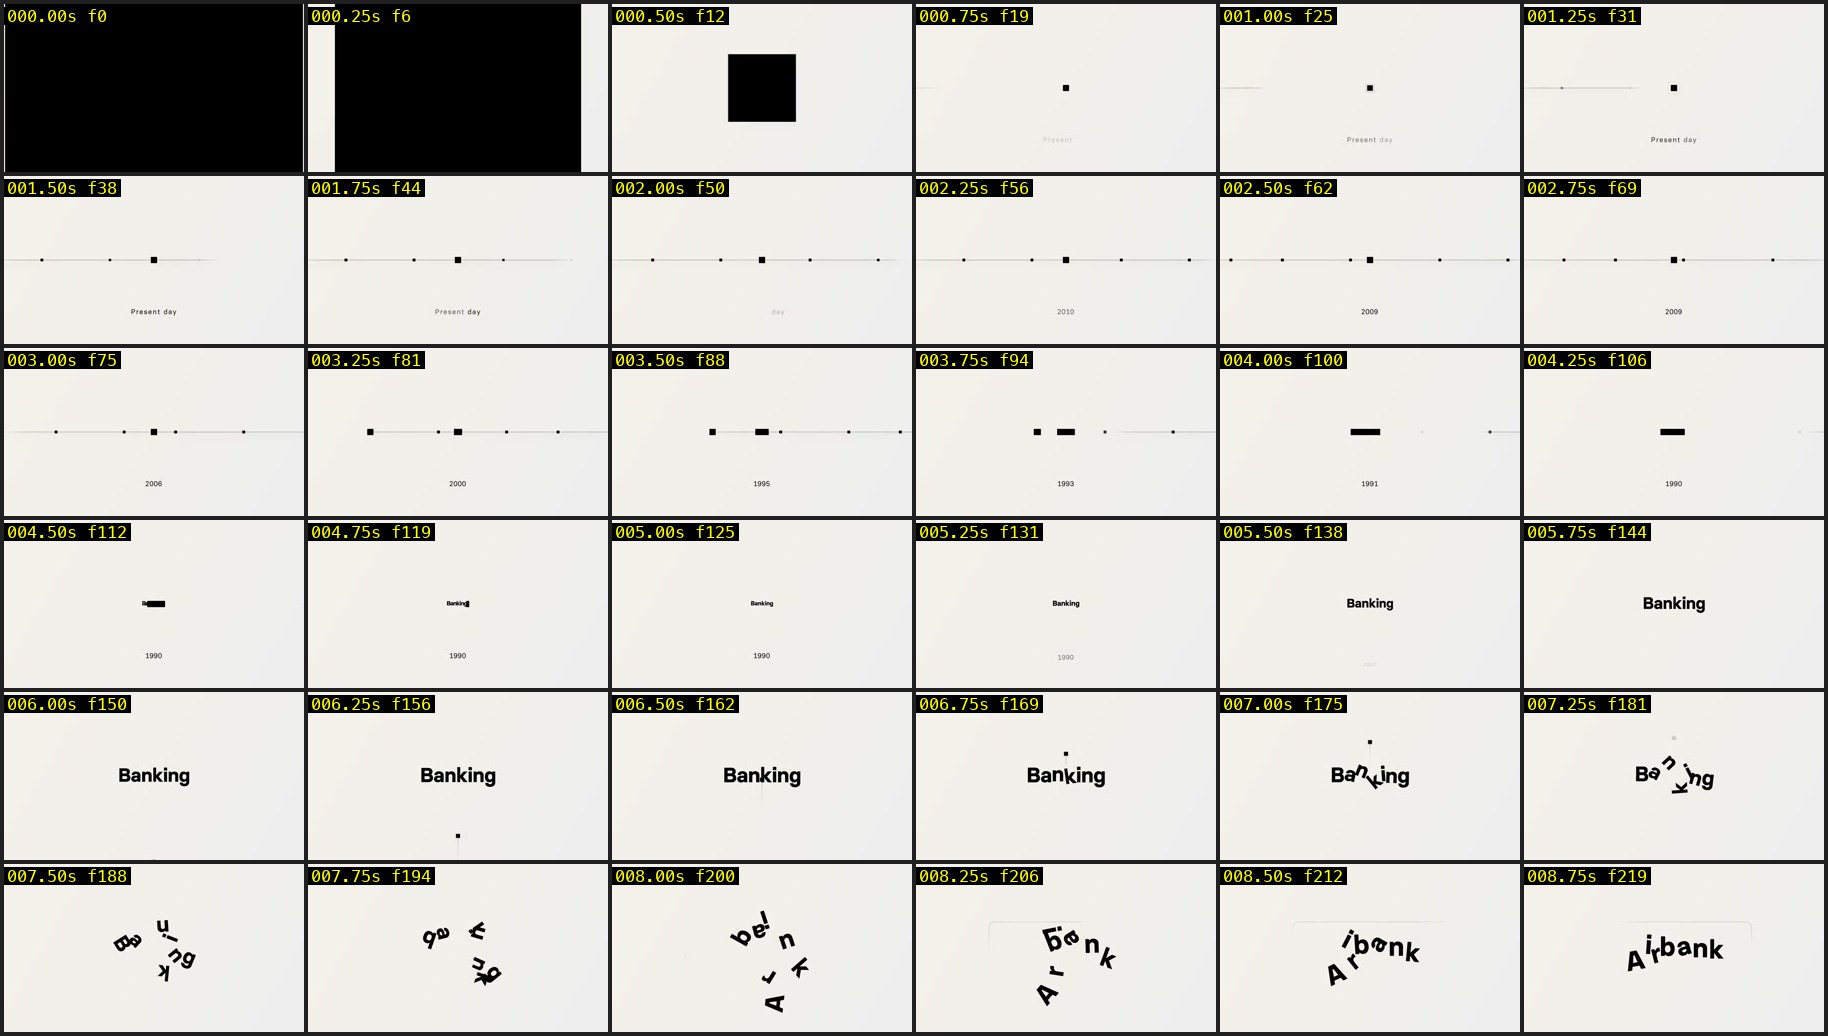 000.00s f0
000.25s f6
000.50s f12
000.75s f19
Present
001.00s f25
Present day
001.25s f31
Present day
001.50s f38
Present day
001.75s f44
Present day
002.00s f50
day
002.25s f56
2010
002.50s f62
2009
002.75s f69
2009
003.00s f75
2006
003.25s f81
2000
003.50s f88
1995
003.75s f94
1993
004.00s f100
1991
004.25s f106
1990
004.50s f112
1990
004.75s f119
Banking
1990
005.00s f125
Banking
1990
005.25s f131
Banking
1990
005.50s f138
Banking
005.75s f144
Banking
006.00s f150
Banking
006.25s f156
Banking
006.50s f162
Banking
006.75s f169
Banking
007.00s f175
Banking
007.25s f181
Banking
007.50s f188
007.75s f194
008.00s f200
008.25s f206
008.50s f212
Airbank
008.75s f219
Airbank